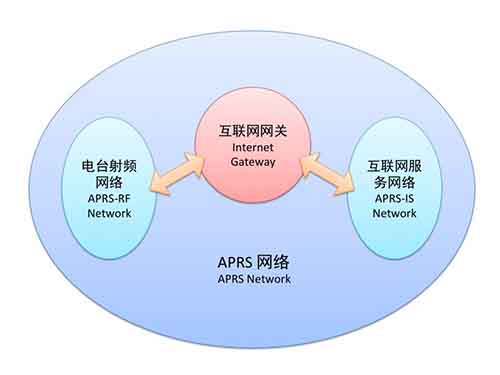 互联网网关
Internet
Gateway
电台射频
网络
APRS-RF
Network
互联网服
务网络
APRS-IS
Network
APRS 网络
APRS Network